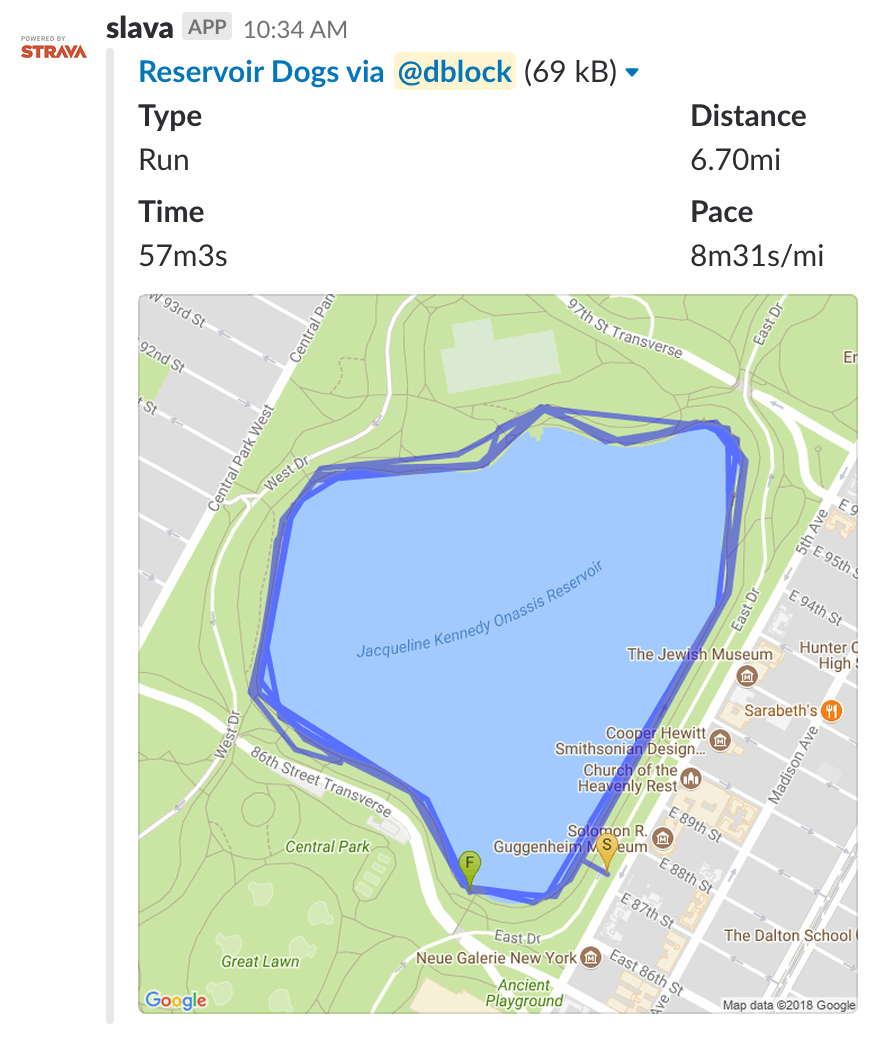 slava APP 10:34 AM
POWERED BY
STRAVA
Reservoir Dogs via @dblock (69 kB)
Type
Distance
Run
6.70mi
Time
Pace
57m3s
8m31s/mi
W 93rd St
Central Par
97th St Transverse
East Dr
92nd St
t St
Central Park West
West Dr
Er
5th Ave
E 9
E 95th S
E 94th St
East Dr
Jacqueline Kennedy Onassis Reservoir
The Jewish Museum
Hunter C
High S
Sarabeth's
Cooper Hewitt
Smithsonian Design...
Madison Ave
West Dr
Church of the
Heavenly Rest
86th Street Transverse
E 89th St
Solomon R.
Guggenheim Museum
S
F
Central Park
E 88th St
E 87th St
East Dr
The Dalton School
Great Lawn
Neue Galerie New York
East 86th St
Ancient
Playground
Ave
Google
Map data ©2018 Google